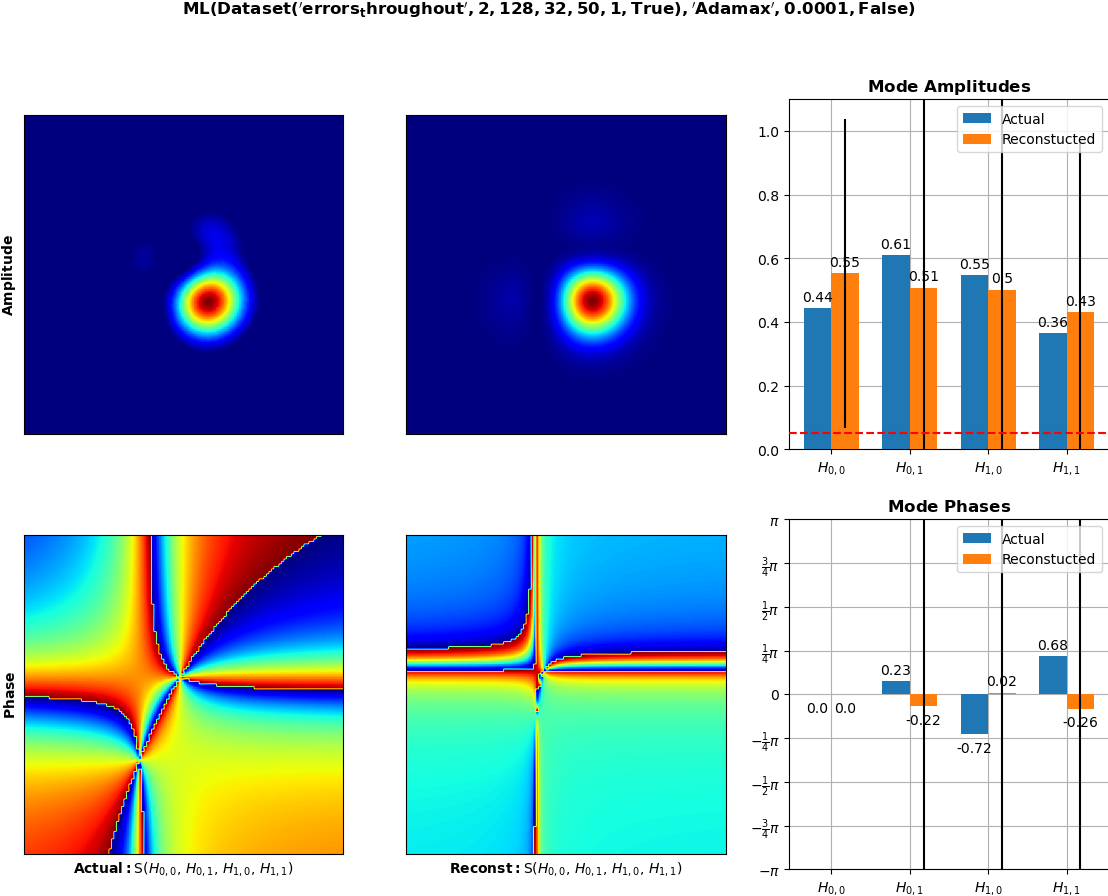 ML(Dataset('errors_throughout', 2, 128, 32, 50, 1, True), 'Adamax', 0.0001, False)
Amplitude
Mode Amplitudes
Actual
Reconstucted
1.0
0.8
0.6
0.4
0.2
0.0
0.44
0.55
0.61
0.51
0.55
0.5
0.36
0.43
H0,0
H0,1
H1,0
H1,1
Phase
Mode Phases
Actual
Reconstucted
π
3/4π
1/2π
1/4π
0
−1/4π
−1/2π
−3/4π
−π
0.0
0.0
0.23
-0.22
-0.72
0.02
0.68
-0.26
H0,0
H0,1
H1,0
H1,1
Actual: S(H0,0, H0,1, H1,0, H1,1)
Reconst: S(H0,0, H0,1, H1,0, H1,1)